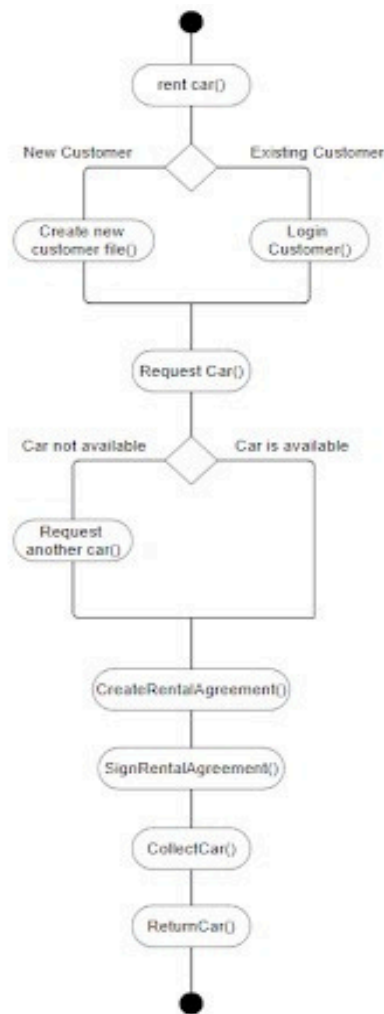 rent car()
New Customer
Existing Customer
Create new
customer file()
Login
Customer()
Request Car()
Car not available
Car is available
Request
another car()
CreateRentalAgreement()
SignRentalAgreement()
CollectCar()
ReturnCar()